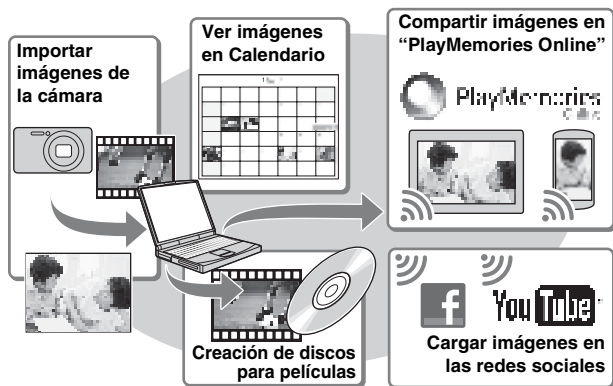 Importar
imágenes de
la cámara
Ver imágenes
en Calendario
Compartir imágenes en
“PlayMemories Online”
PlayMemories
Creación de discos
para películas
f
You Tube
Cargar imágenes en
las redes sociales